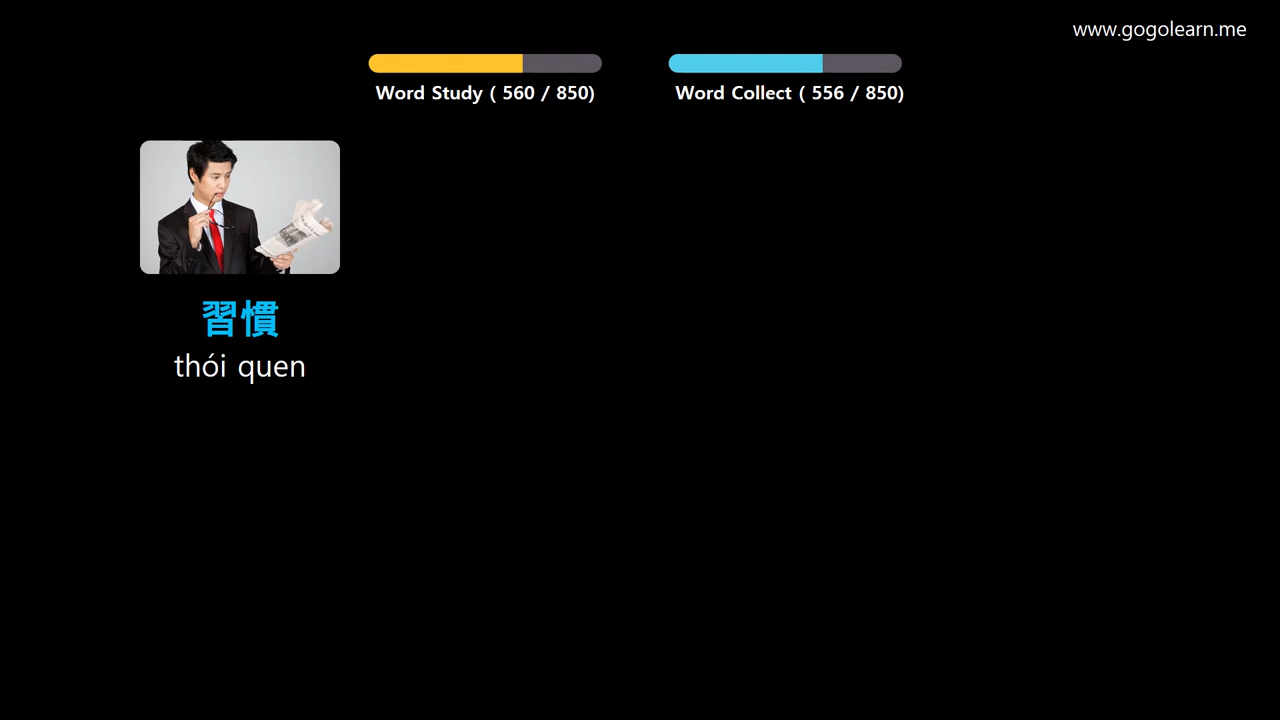 www.gogolearn.me
Word Study ( 560 / 850)
Word Collect ( 556 / 850)
習慣
thói quen